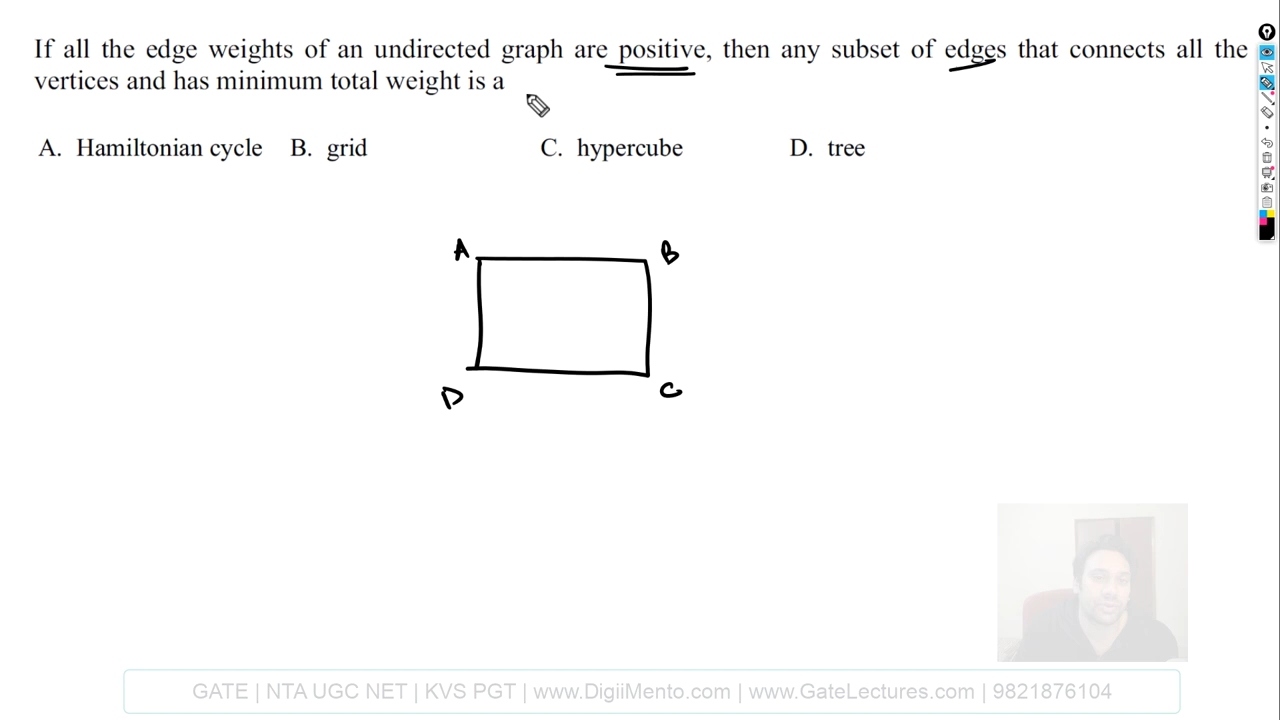 If all the edge weights of an undirected graph are positive, then any subset of edges that connects all the
vertices and has minimum total weight is a
A. Hamiltonian cycle B. grid C. hypercube D. tree
A B
D C
GATE | NTA UGC NET | KVS PGT | www.DigiiMento.com | www.GateLectures.com | 9821876104